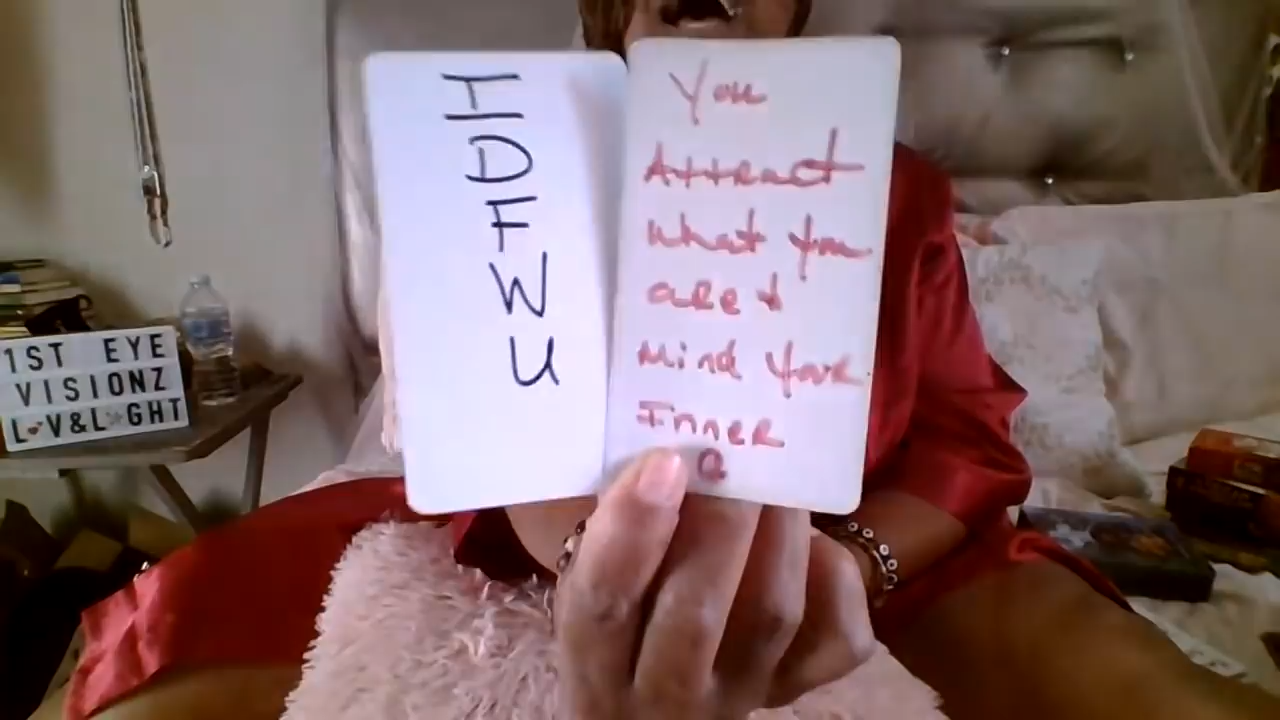 1ST EYE
VISIONZ
L♥V&L☀GHT
I
D
F
W
U
You
Attract
what you
are &
Mind your
Inner